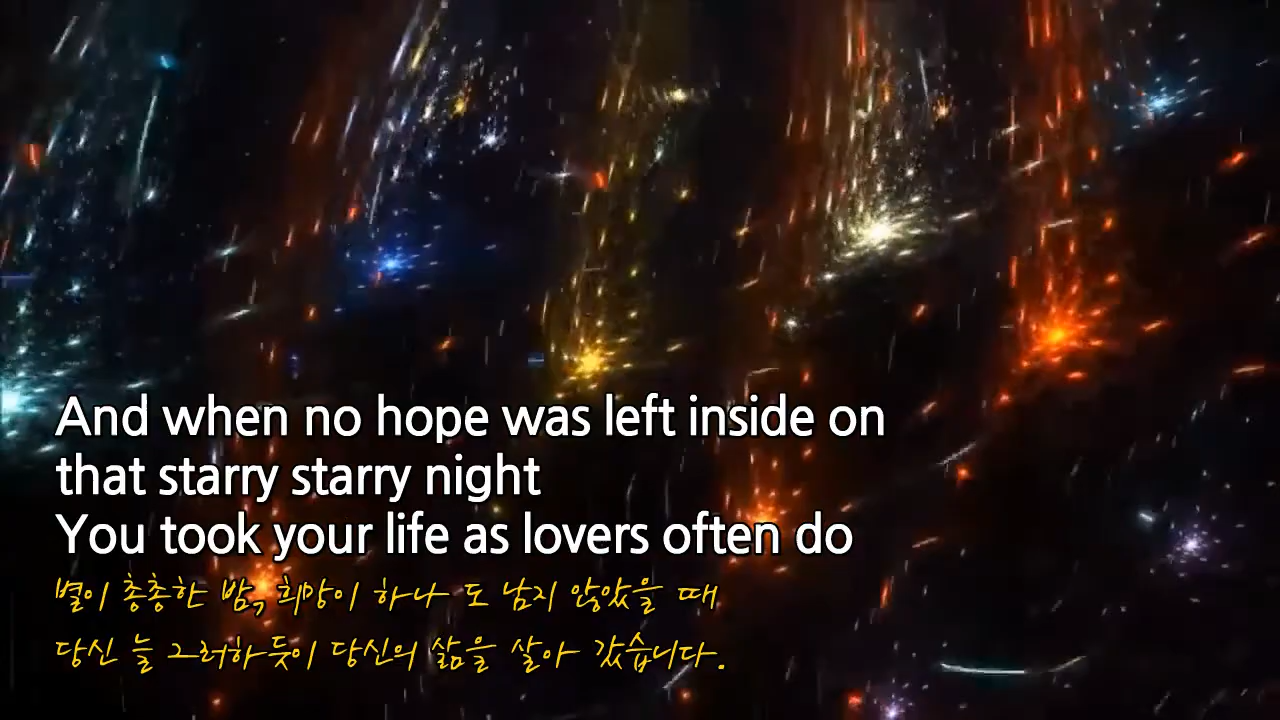 And when no hope was left inside on
that starry starry night
You took your life as lovers often do
별이 총총한 밤, 희망이 하나 도 남지 않았을 때
당신 늘 그러하듯이 당신의 삶을 살아 갔습니다.